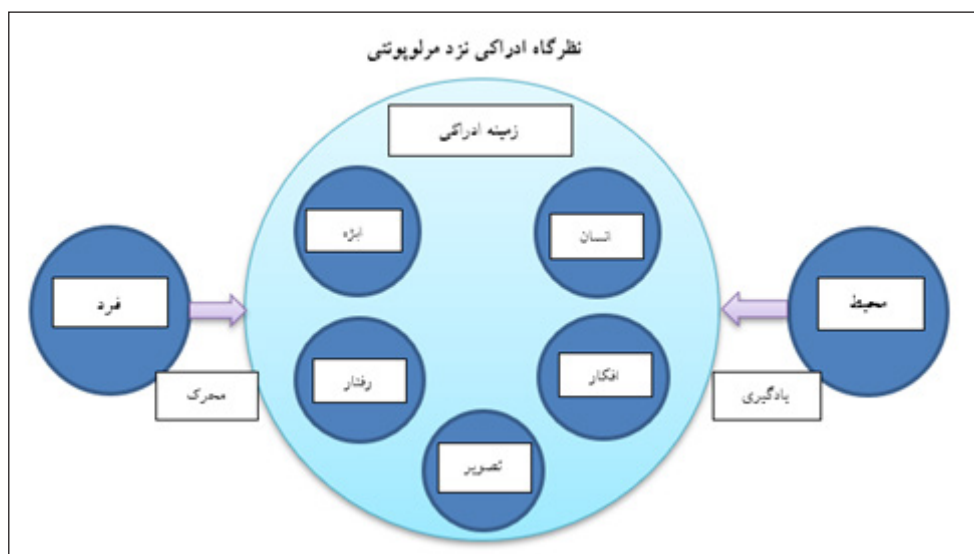 نظرگاه ادراکی نزد مرلوپونتی
زمینه ادراکی
انسان
ابژه
محیط
فرد
افکار
رفتار
یادگیری
محرک
تصویر